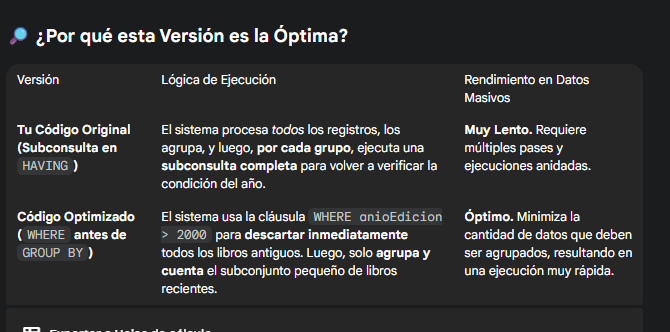 🔎 ¿Por qué esta Versión es la Óptima?
Versión
Lógica de Ejecución
Rendimiento en Datos
Masivos
Tu Código Original
(Subconsulta en
HAVING )
El sistema procesa todos los registros, los
agrupa, y luego, por cada grupo, ejecuta una
subconsulta completa para volver a verificar la
condición del año.
Muy Lento. Requiere
múltiples pases y
ejecuciones anidadas.
Código Optimizado
( WHERE antes de
GROUP BY )
El sistema usa la cláusula WHERE anioEdicion
> 2000 para descartar inmediatamente
todos los libros antiguos. Luego, solo agrupa y
cuenta el subconjunto pequeño de libros
recientes.
Óptimo. Minimiza la
cantidad de datos que deben
ser agrupados, resultando en
una ejecución muy rápida.
Exportar a Hojas de cálculo